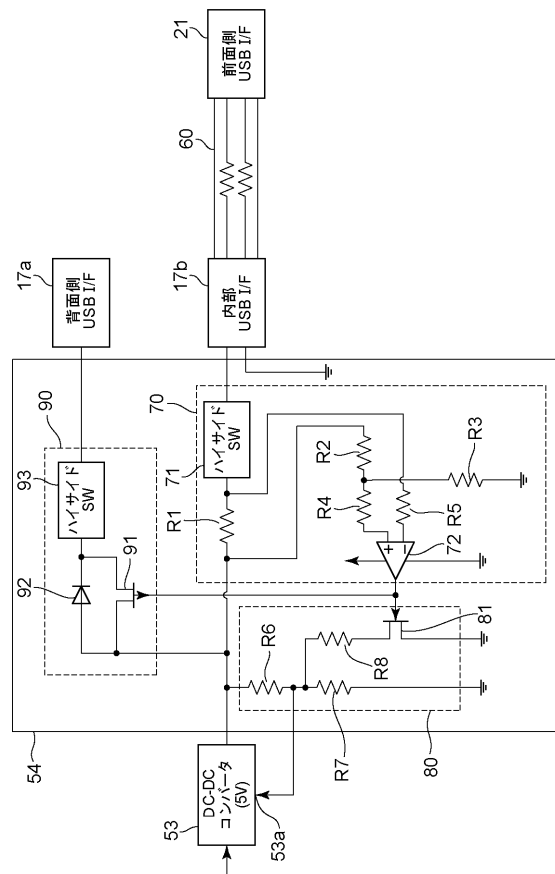 21
前面側
USB I/F
60
17a
背面側
USB I/F
17b
内部
USB I/F
90
93
ハイサイド
SW
70
ハイサイド
SW
71
R1
R2
R3
R4
R5
+
−
72
92
91
R6
R8
81
R7
80
54
53
DC-DC
コンバータ
(5V)
53a